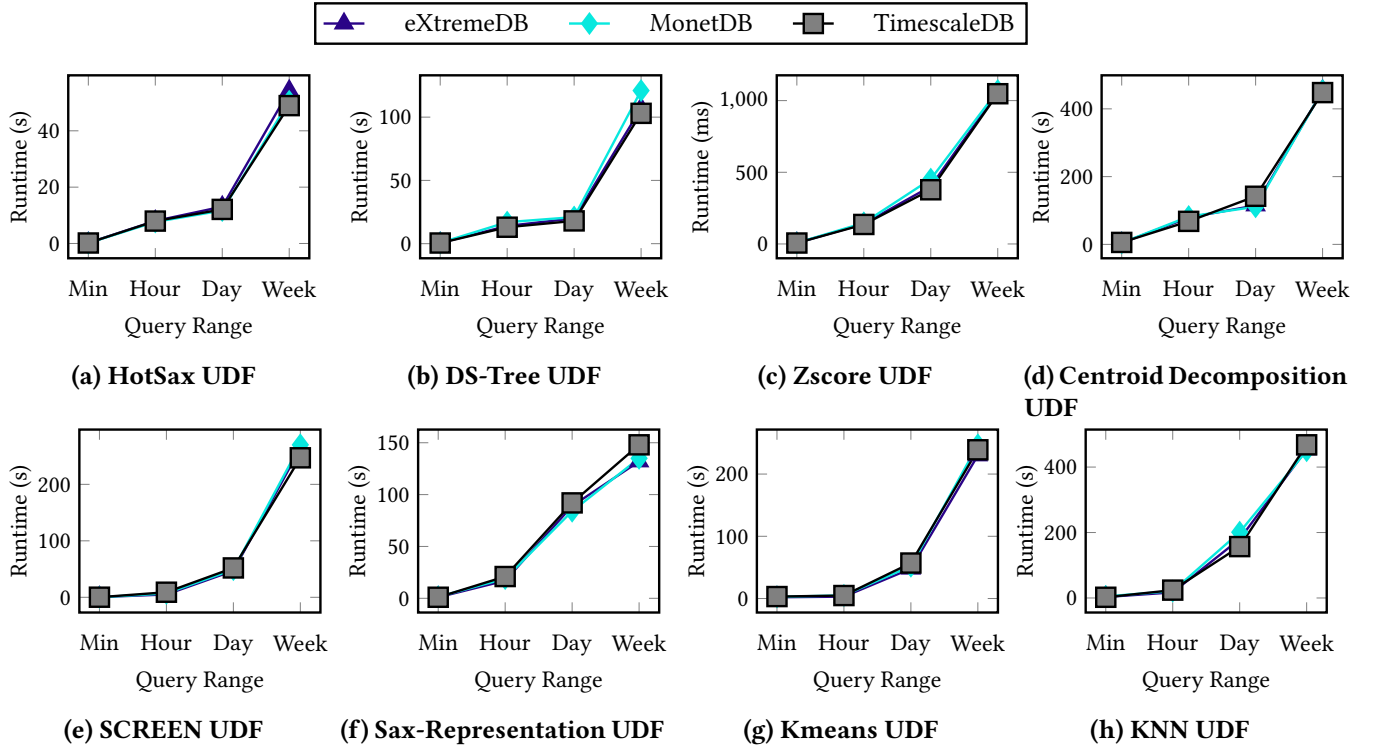 eXtremeDB MonetDB TimescaleDB
Runtime (s)
40
20
0
Min Hour Day Week
Query Range
(a) HotSax UDF
Runtime (s)
100
50
0
Min Hour Day Week
Query Range
(b) DS-Tree UDF
Runtime (ms)
1,000
500
0
Min Hour Day Week
Query Range
(c) Zscore UDF
Runtime (s)
400
200
0
Min Hour Day Week
Query Range
(d) Centroid Decomposition
UDF
Runtime (s)
200
100
0
Min Hour Day Week
Query Range
(e) SCREEN UDF
Runtime (s)
150
100
50
0
Min Hour Day Week
Query Range
(f) Sax-Representation UDF
Runtime (s)
200
100
0
Min Hour Day Week
Query Range
(g) Kmeans UDF
Runtime (s)
400
200
0
Min Hour Day Week
Query Range
(h) KNN UDF